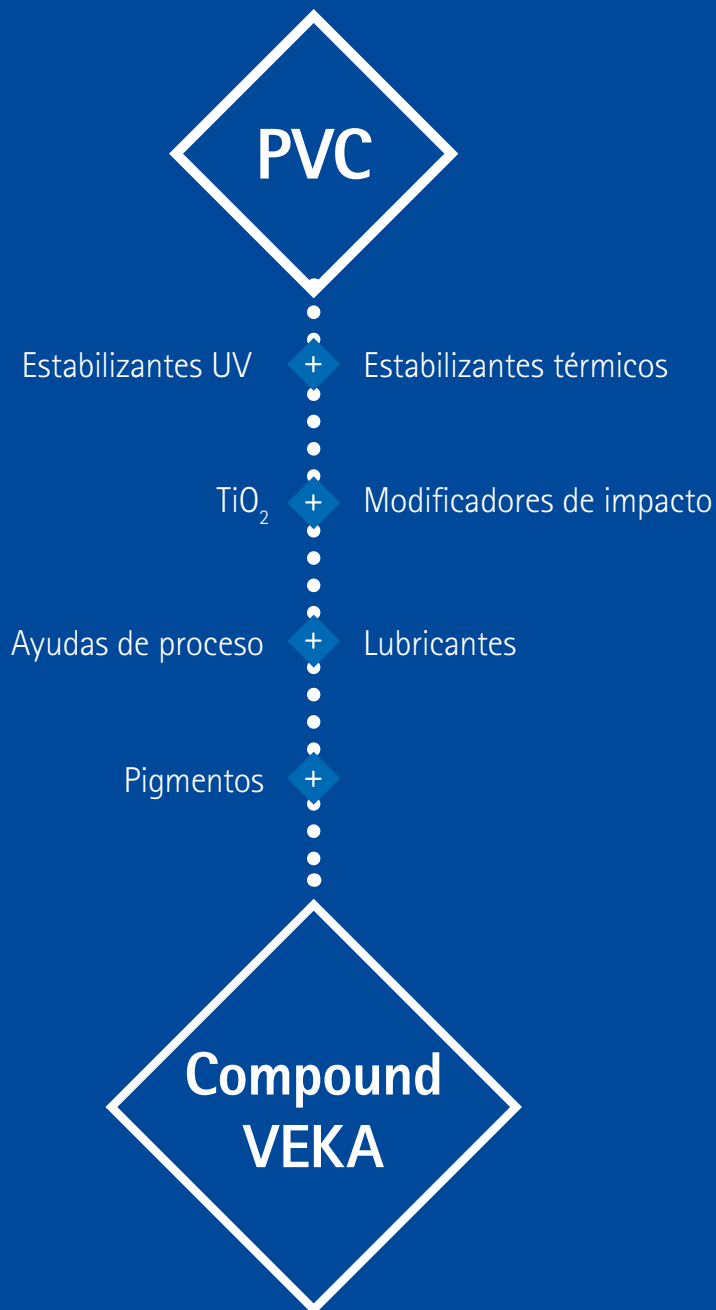 PVC
Estabilizantes UV + Estabilizantes térmicos
TiO₂ + Modificadores de impacto
Ayudas de proceso + Lubricantes
Pigmentos +
Compound
VEKA